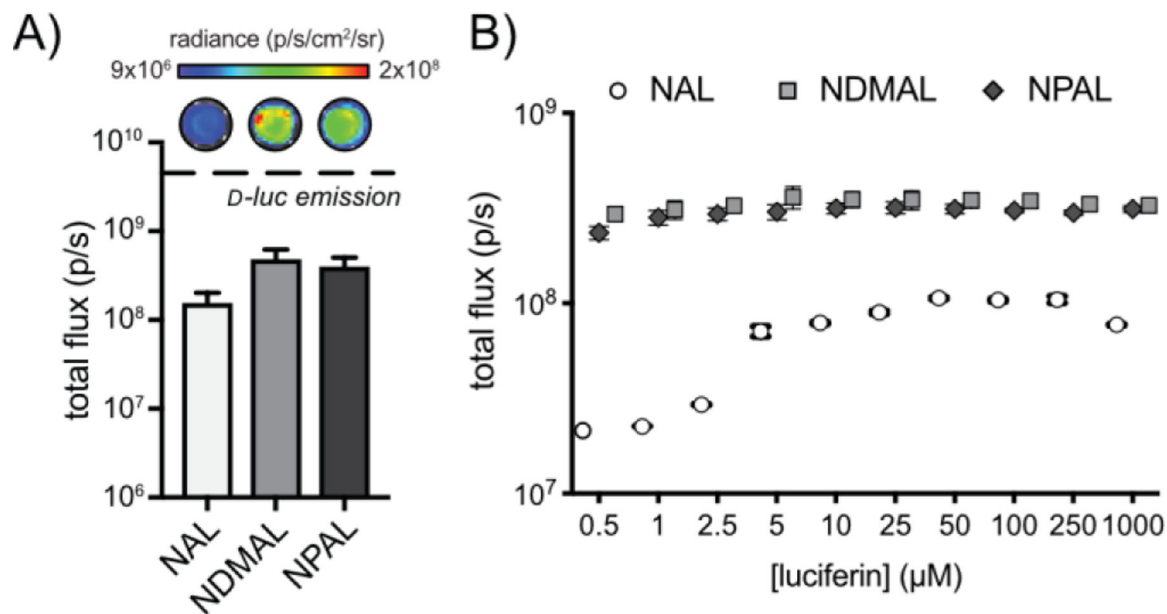 A)
radiance (p/s/cm²/sr)
9x10⁶ 2x10⁸
10¹⁰
D-luc emission
10⁹
10⁸
10⁷
10⁶
total flux (p/s)
NAL
NDMAL
NPAL
B)
NAL NDMAL NPAL
10⁹
10⁸
10⁷
total flux (p/s)
0.5 1 2.5 5 10 25 50 100 250 1000
[luciferin] (μM)